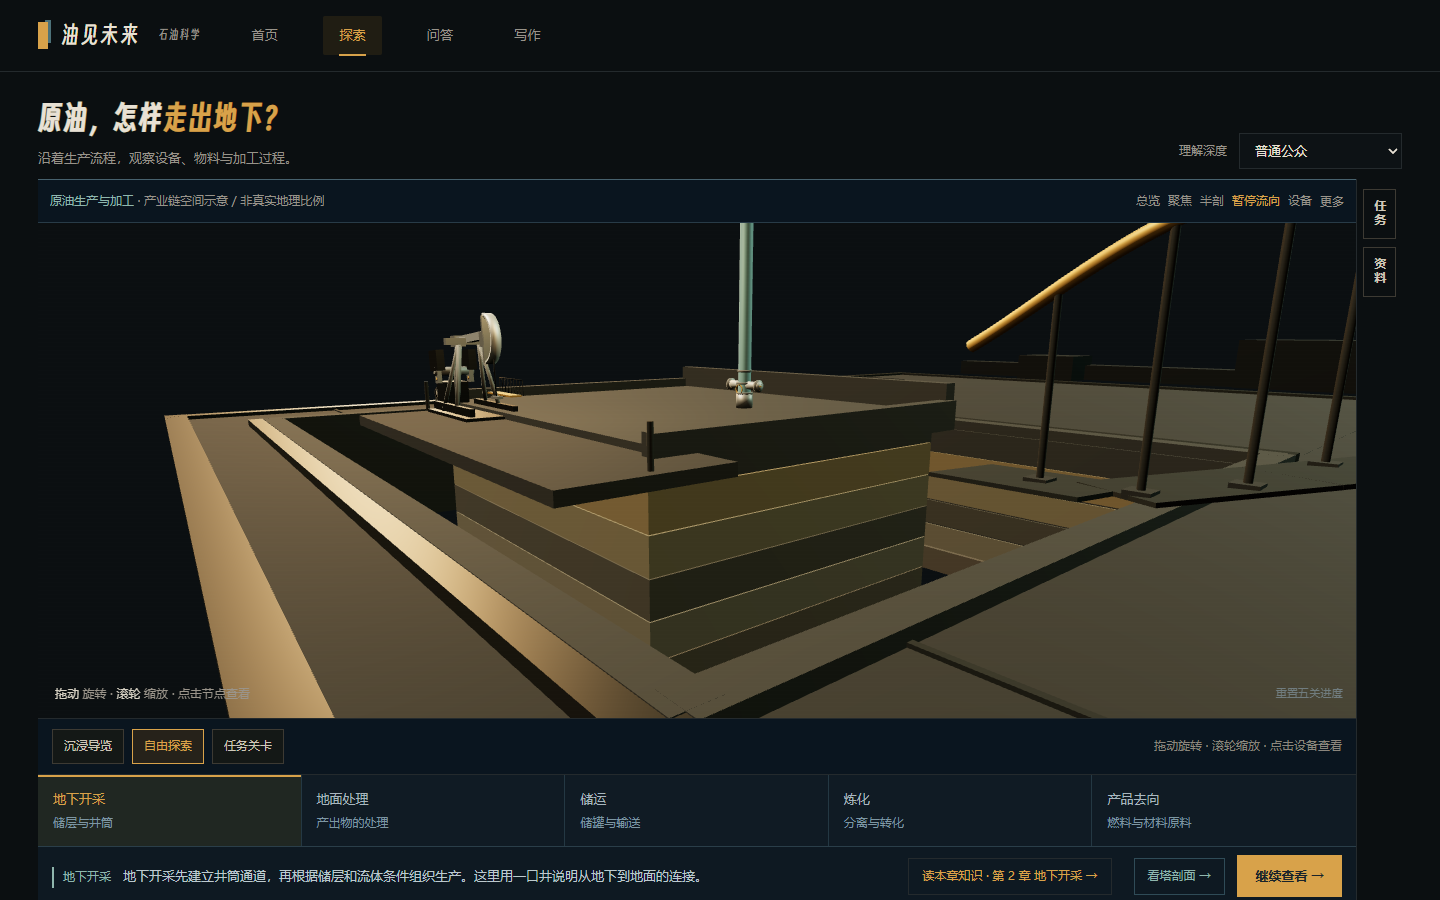 油见未来 石油科学 首页 探索 问答 写作
原油，怎样走出地下？
沿着生产流程，观察设备、物料与加工过程。
理解深度 普通公众
原油生产与加工 · 产业链空间示意 / 非真实地理比例
总览 聚焦 半剖 暂停流向 设备 更多
任务
资料
拖动 旋转 · 滚轮 缩放 · 点击节点查看
重置五关进度
沉浸导览 自由探索 任务关卡
拖动旋转 · 滚轮缩放 · 点击设备查看
地下开采
储层与井筒
地面处理
产出物的处理
储运
储罐与输送
炼化
分离与转化
产品去向
燃料与材料原料
地下开采 地下开采先建立井筒通道，再根据储层和流体条件组织生产。这里用一口井说明从地下到地面的连接。
读本章知识 · 第 2 章 地下开采 →
看塔剖面 →
继续查看 →